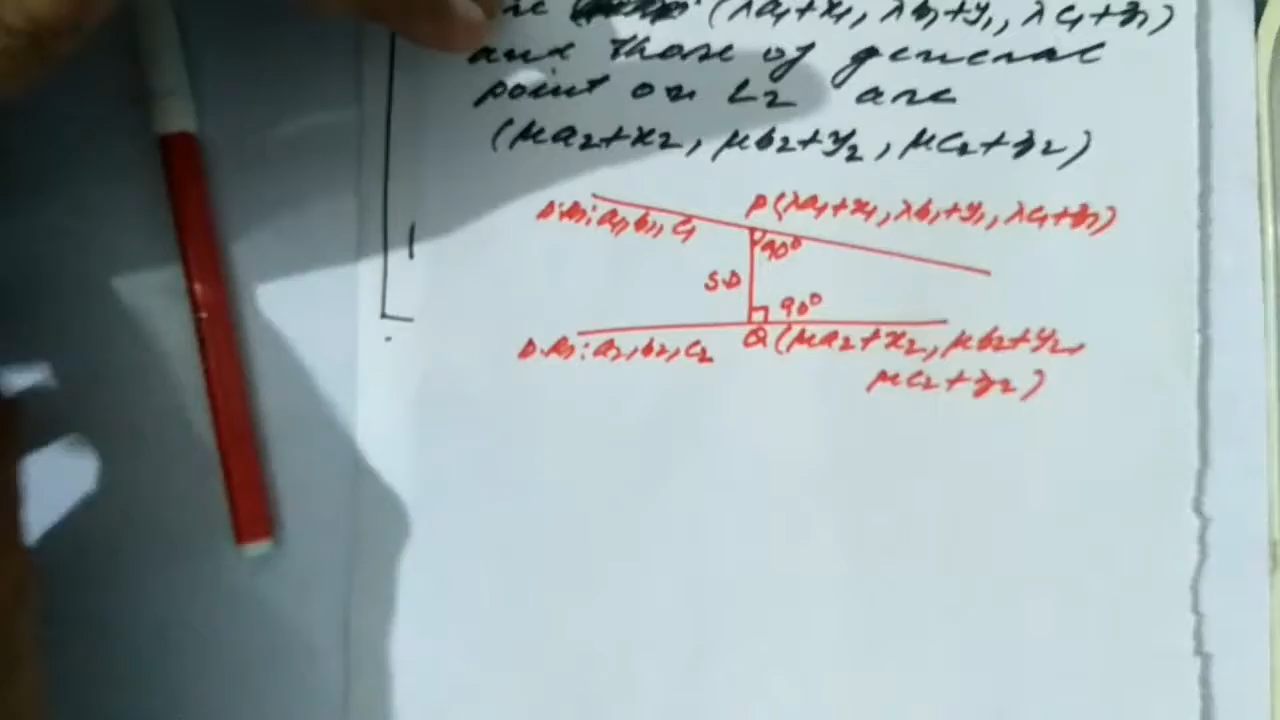 (λa₁+x₁, λb₁+y₁, λc₁+z₁)
and those of general
point on L₂ are
(μa₂+x₂, μb₂+y₂, μc₂+z₂)
D.Rs: a₁, b₁, c₁
P(λa₁+x₁, λb₁+y₁, λc₁+z₁)
90°
S.D
90°
D.Rs: a₂, b₂, c₂
Q(μa₂+x₂, μb₂+y₂,
μc₂+z₂)